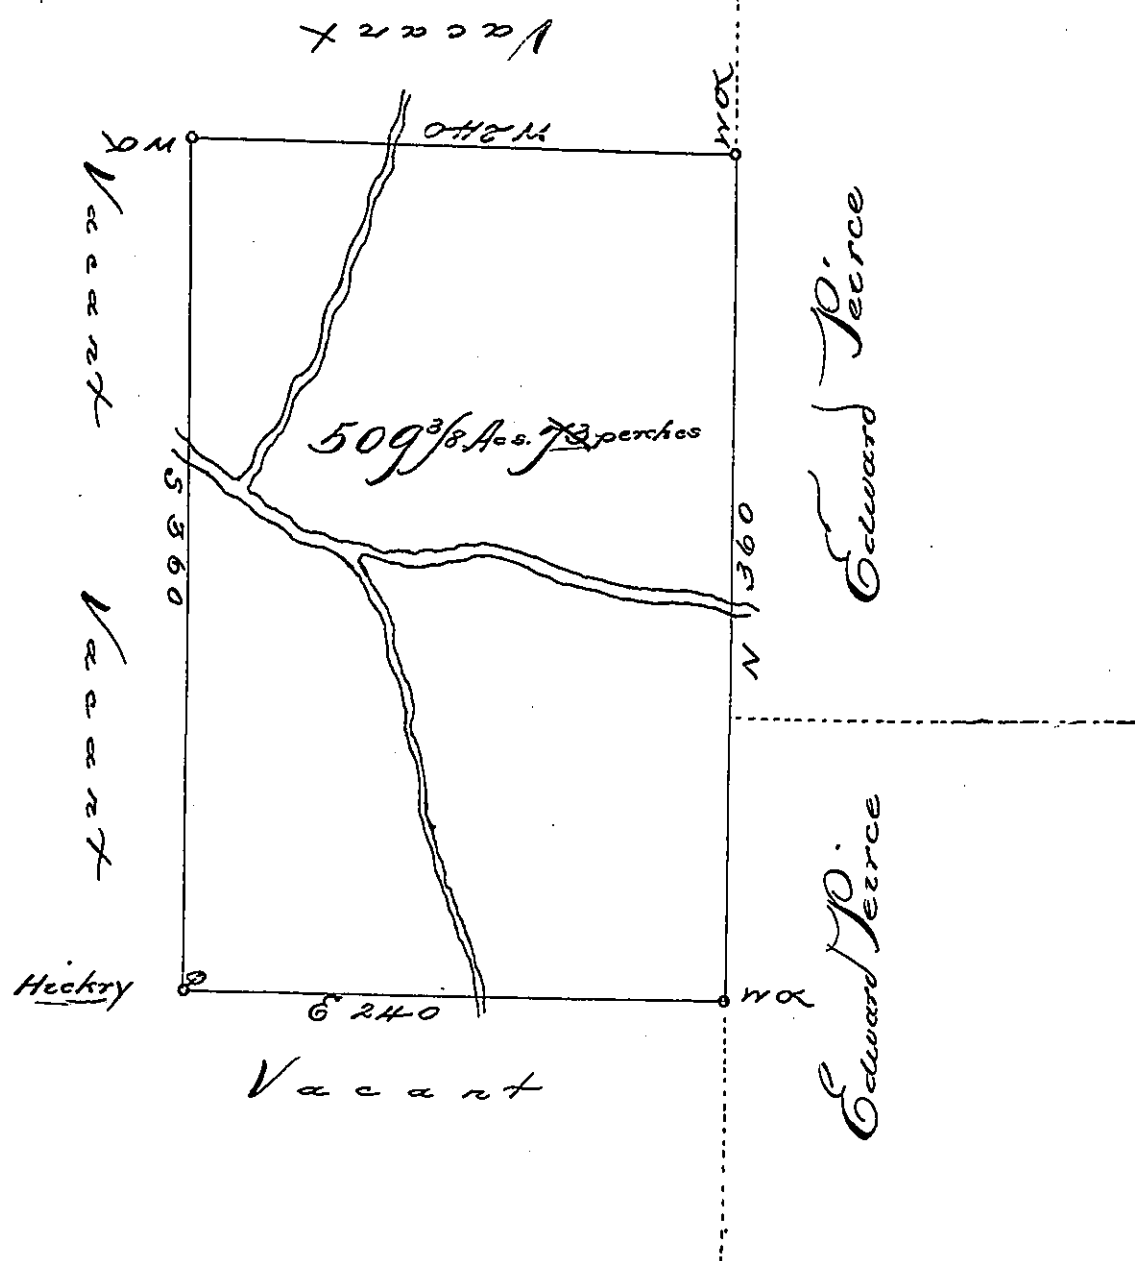 Vacant
W 240
WO
WO
Vacant
Edward Peirce
509 3/8 Acs. 73 perches
S 360
N 360
Vacant
Edward Peirce
Hickry
WO
E 240
Vacant